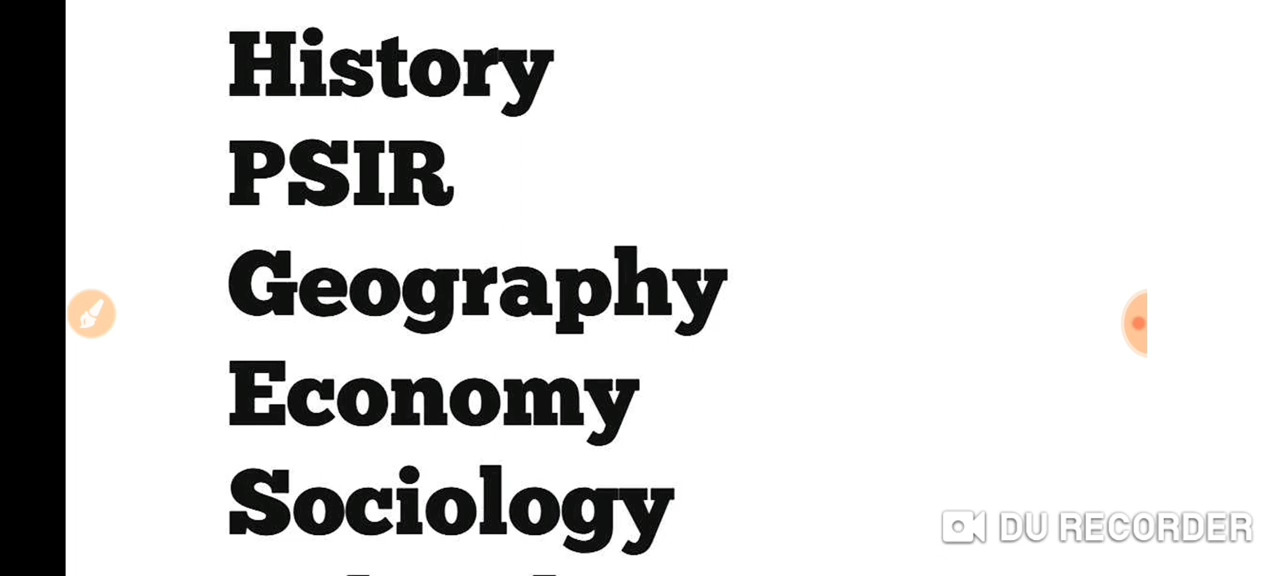 History
PSIR
Geography
Economy
Sociology
DU RECORDER